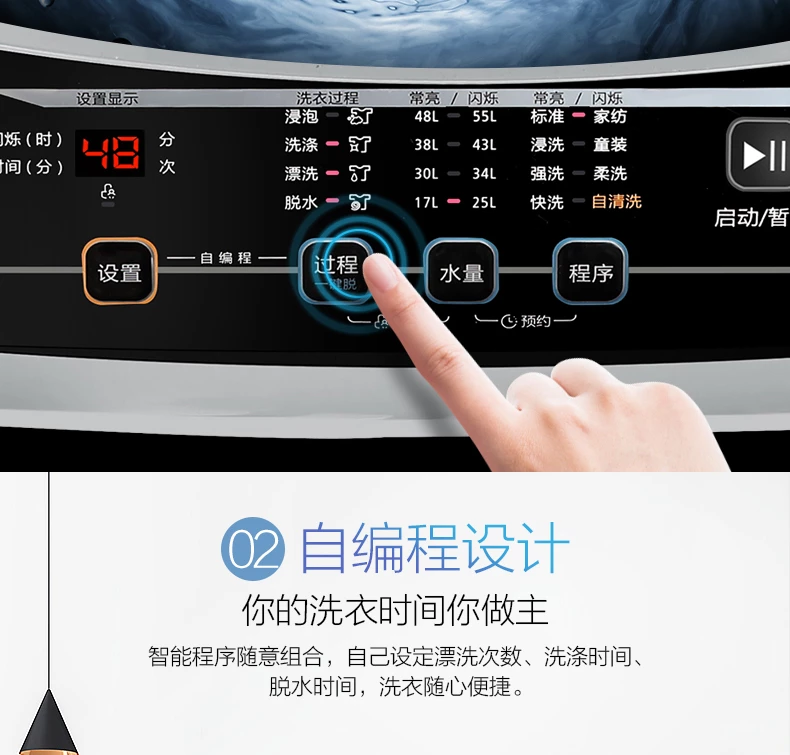 设置显示 洗衣过程 常亮 / 闪烁 常亮 / 闪烁
浸泡 48L 55L 标准 家纺
烁(时) 48 分 洗涤 38L 43L 浸洗 童装
时间(分) 次 漂洗 30L 34L 强洗 柔洗
脱水 17L 25L 快洗 自清洗
启动/暂
设置 自编程 过程 水量 程序
一键脱
预约
02 自编程设计
你的洗衣时间你做主
智能程序随意组合，自己设定漂洗次数、洗涤时间、
脱水时间，洗衣随心便捷。